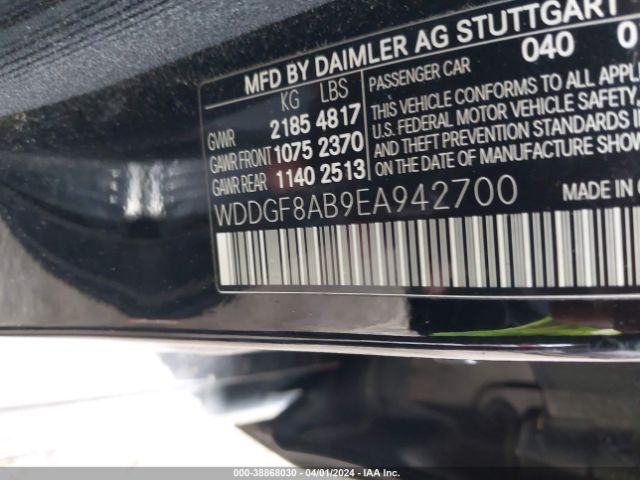 MFD BY DAIMLER AG STUTTGART
KG LBS
PASSENGER CAR 040
GWR 2185 4817
GAWR FRONT 1075 2370
GAWR REAR 1140 2513
THIS VEHICLE CONFORMS TO ALL
U.S. FEDERAL MOTOR VEHICLE SAFETY,
AND THEFT PREVENTION STANDARDS
ON THE DATE OF MANUFACTURE
WDDGF8AB9EA942700
MADE IN
000-38868030 - 04/01/2024 - IAA Inc.